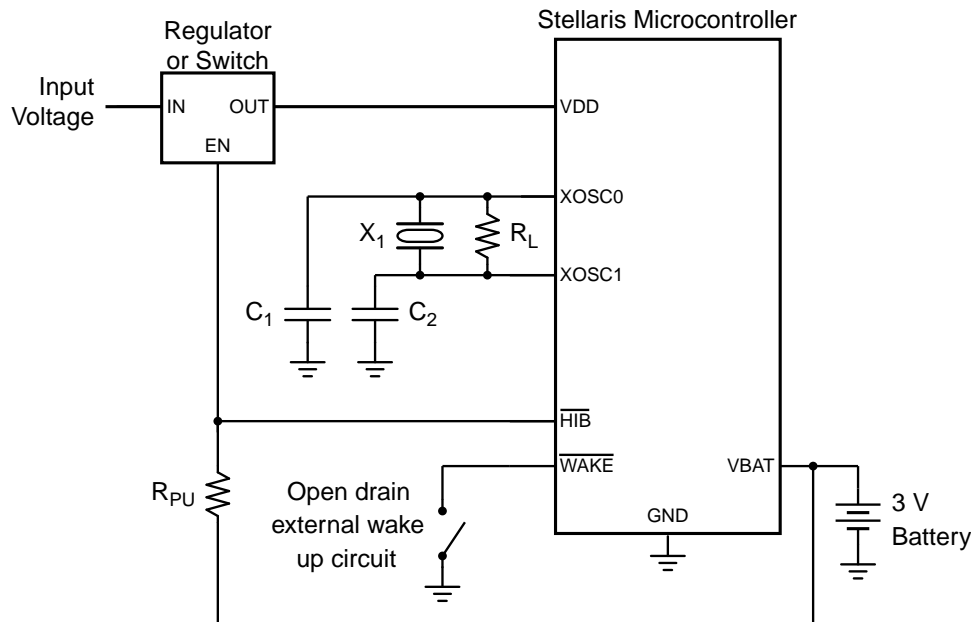 Stellaris Microcontroller
Regulator
or Switch
Input
Voltage
IN
OUT
EN
VDD
XOSC0
X1
RL
XOSC1
C1
C2
HIB
WAKE
VBAT
RPU
Open drain
external wake
up circuit
GND
3 V
Battery